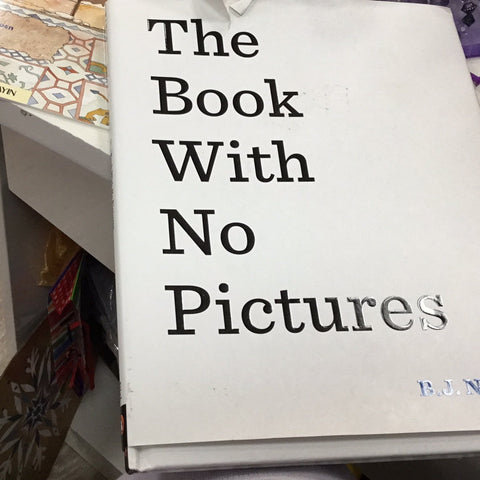 The
Book
With
No
Pictures
B.J. N